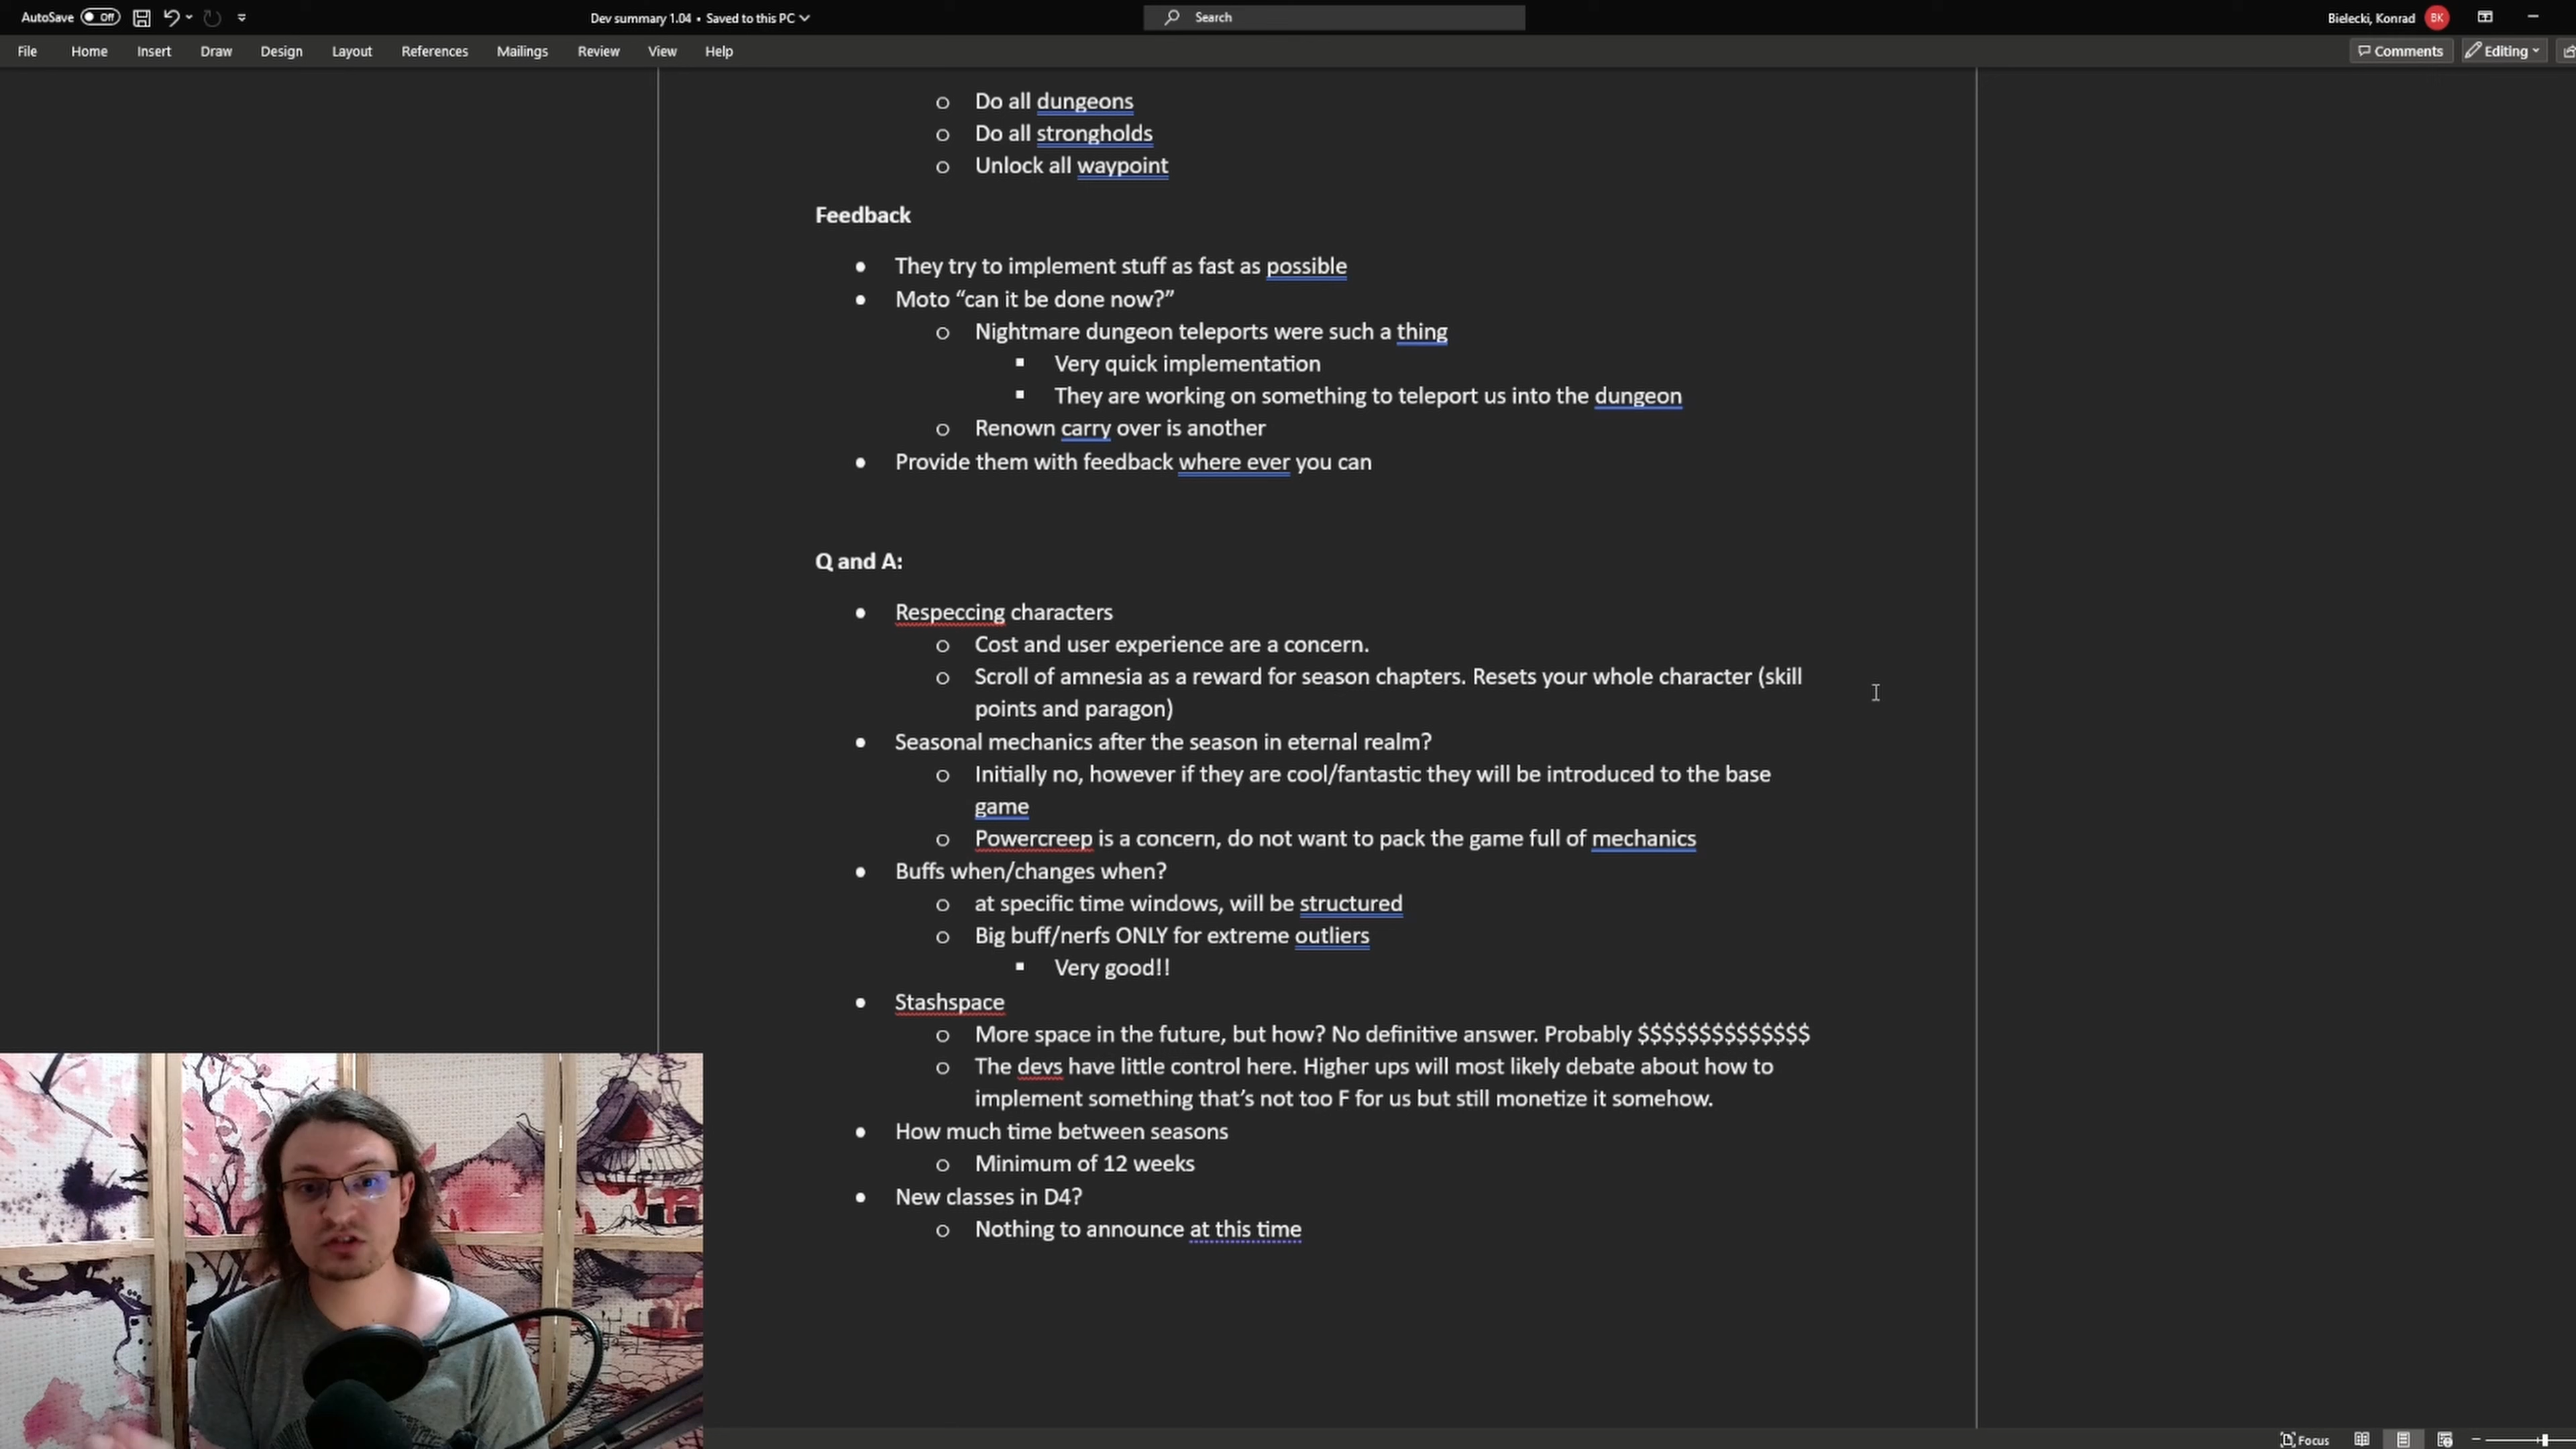 AutoSave Off Dev summary 1.04 • Saved to this PC Search Bielecki, Konrad BK
File Home Insert Draw Design Layout References Mailings Review View Help Comments Editing
o Do all dungeons
o Do all strongholds
o Unlock all waypoint
Feedback
• They try to implement stuff as fast as possible
• Moto “can it be done now?”
o Nightmare dungeon teleports were such a thing
▪ Very quick implementation
▪ They are working on something to teleport us into the dungeon
o Renown carry over is another
• Provide them with feedback where ever you can
Q and A:
• Respeccing characters
o Cost and user experience are a concern.
o Scroll of amnesia as a reward for season chapters. Resets your whole character (skill
points and paragon)
• Seasonal mechanics after the season in eternal realm?
o Initially no, however if they are cool/fantastic they will be introduced to the base
game
o Powercreep is a concern, do not want to pack the game full of mechanics
• Buffs when/changes when?
o at specific time windows, will be structured
o Big buff/nerfs ONLY for extreme outliers
▪ Very good!!
• Stashspace
o More space in the future, but how? No definitive answer. Probably $$$$$$$$$$$$$$
o The devs have little control here. Higher ups will most likely debate about how to
implement something that’s not too F for us but still monetize it somehow.
• How much time between seasons
o Minimum of 12 weeks
• New classes in D4?
o Nothing to announce at this time
Focus